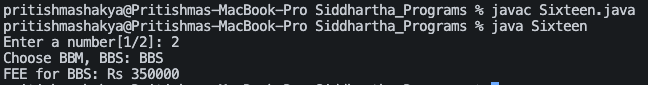 pritishmashakya@Pritishmas-MacBook-Pro Siddhartha_Programs % javac Sixteen.java
pritishmashakya@Pritishmas-MacBook-Pro Siddhartha_Programs % java Sixteen
Enter a number[1/2]: 2
Choose BBM, BBS: BBS
FEE for BBS: Rs 350000